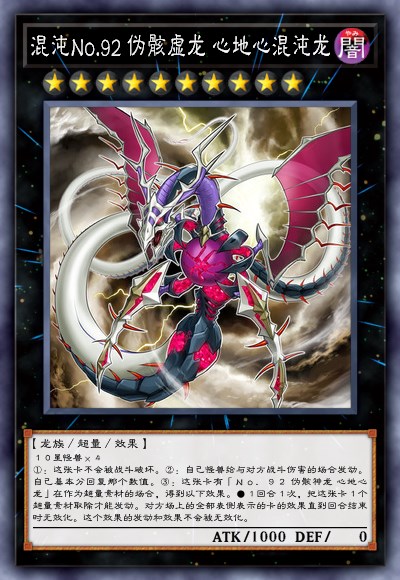 混沌No.92 伪骸虚龙 心地心混沌龙
闇
やみ
【龙族／超量／效果】
１０星怪兽×４
①：这张卡不会被战斗破坏。②：自己怪兽给与对方战斗伤害的场合发动。
自己基本分回复那个数值。③：这张卡有「Ｎｏ．９２ 伪骸神龙 心地心
龙」在作为超量素材的场合，得到以下效果。●１回合１次，把这张卡１个
超量素材取除才能发动。对方场上的全部表侧表示的卡的效果直到回合结束
时无效化。这个效果的发动和效果不会被无效化。
ATK/1000 DEF/ 0